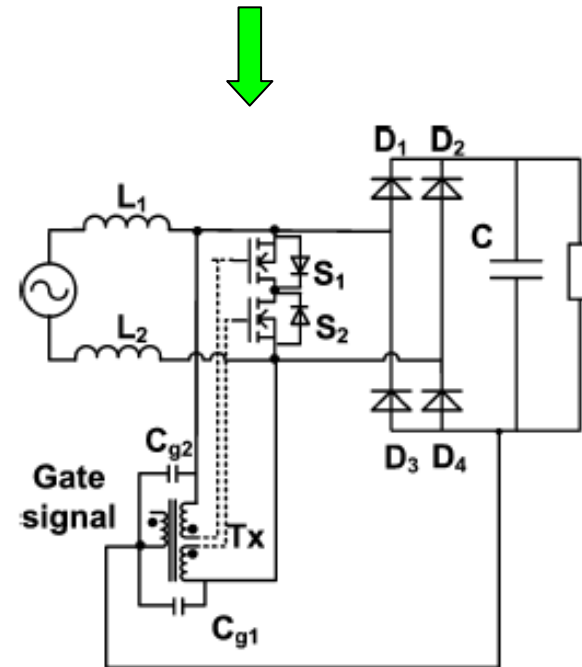 D1 D2
L1
C
S1
L2
S2
Cg2
D3 D4
Gate
signal
Tx
Cg1